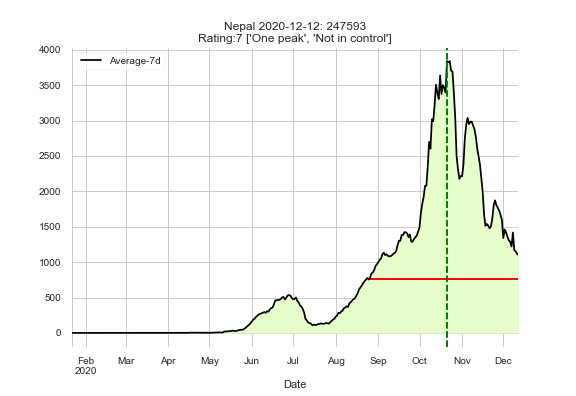 Nepal 2020-12-12: 247593
Rating:7 ['One peak', 'Not in control']
Average-7d
4000
3500
3000
2500
2000
1500
1000
500
0
Feb Mar Apr May Jun Jul Aug Sep Oct Nov Dec
2020
Date